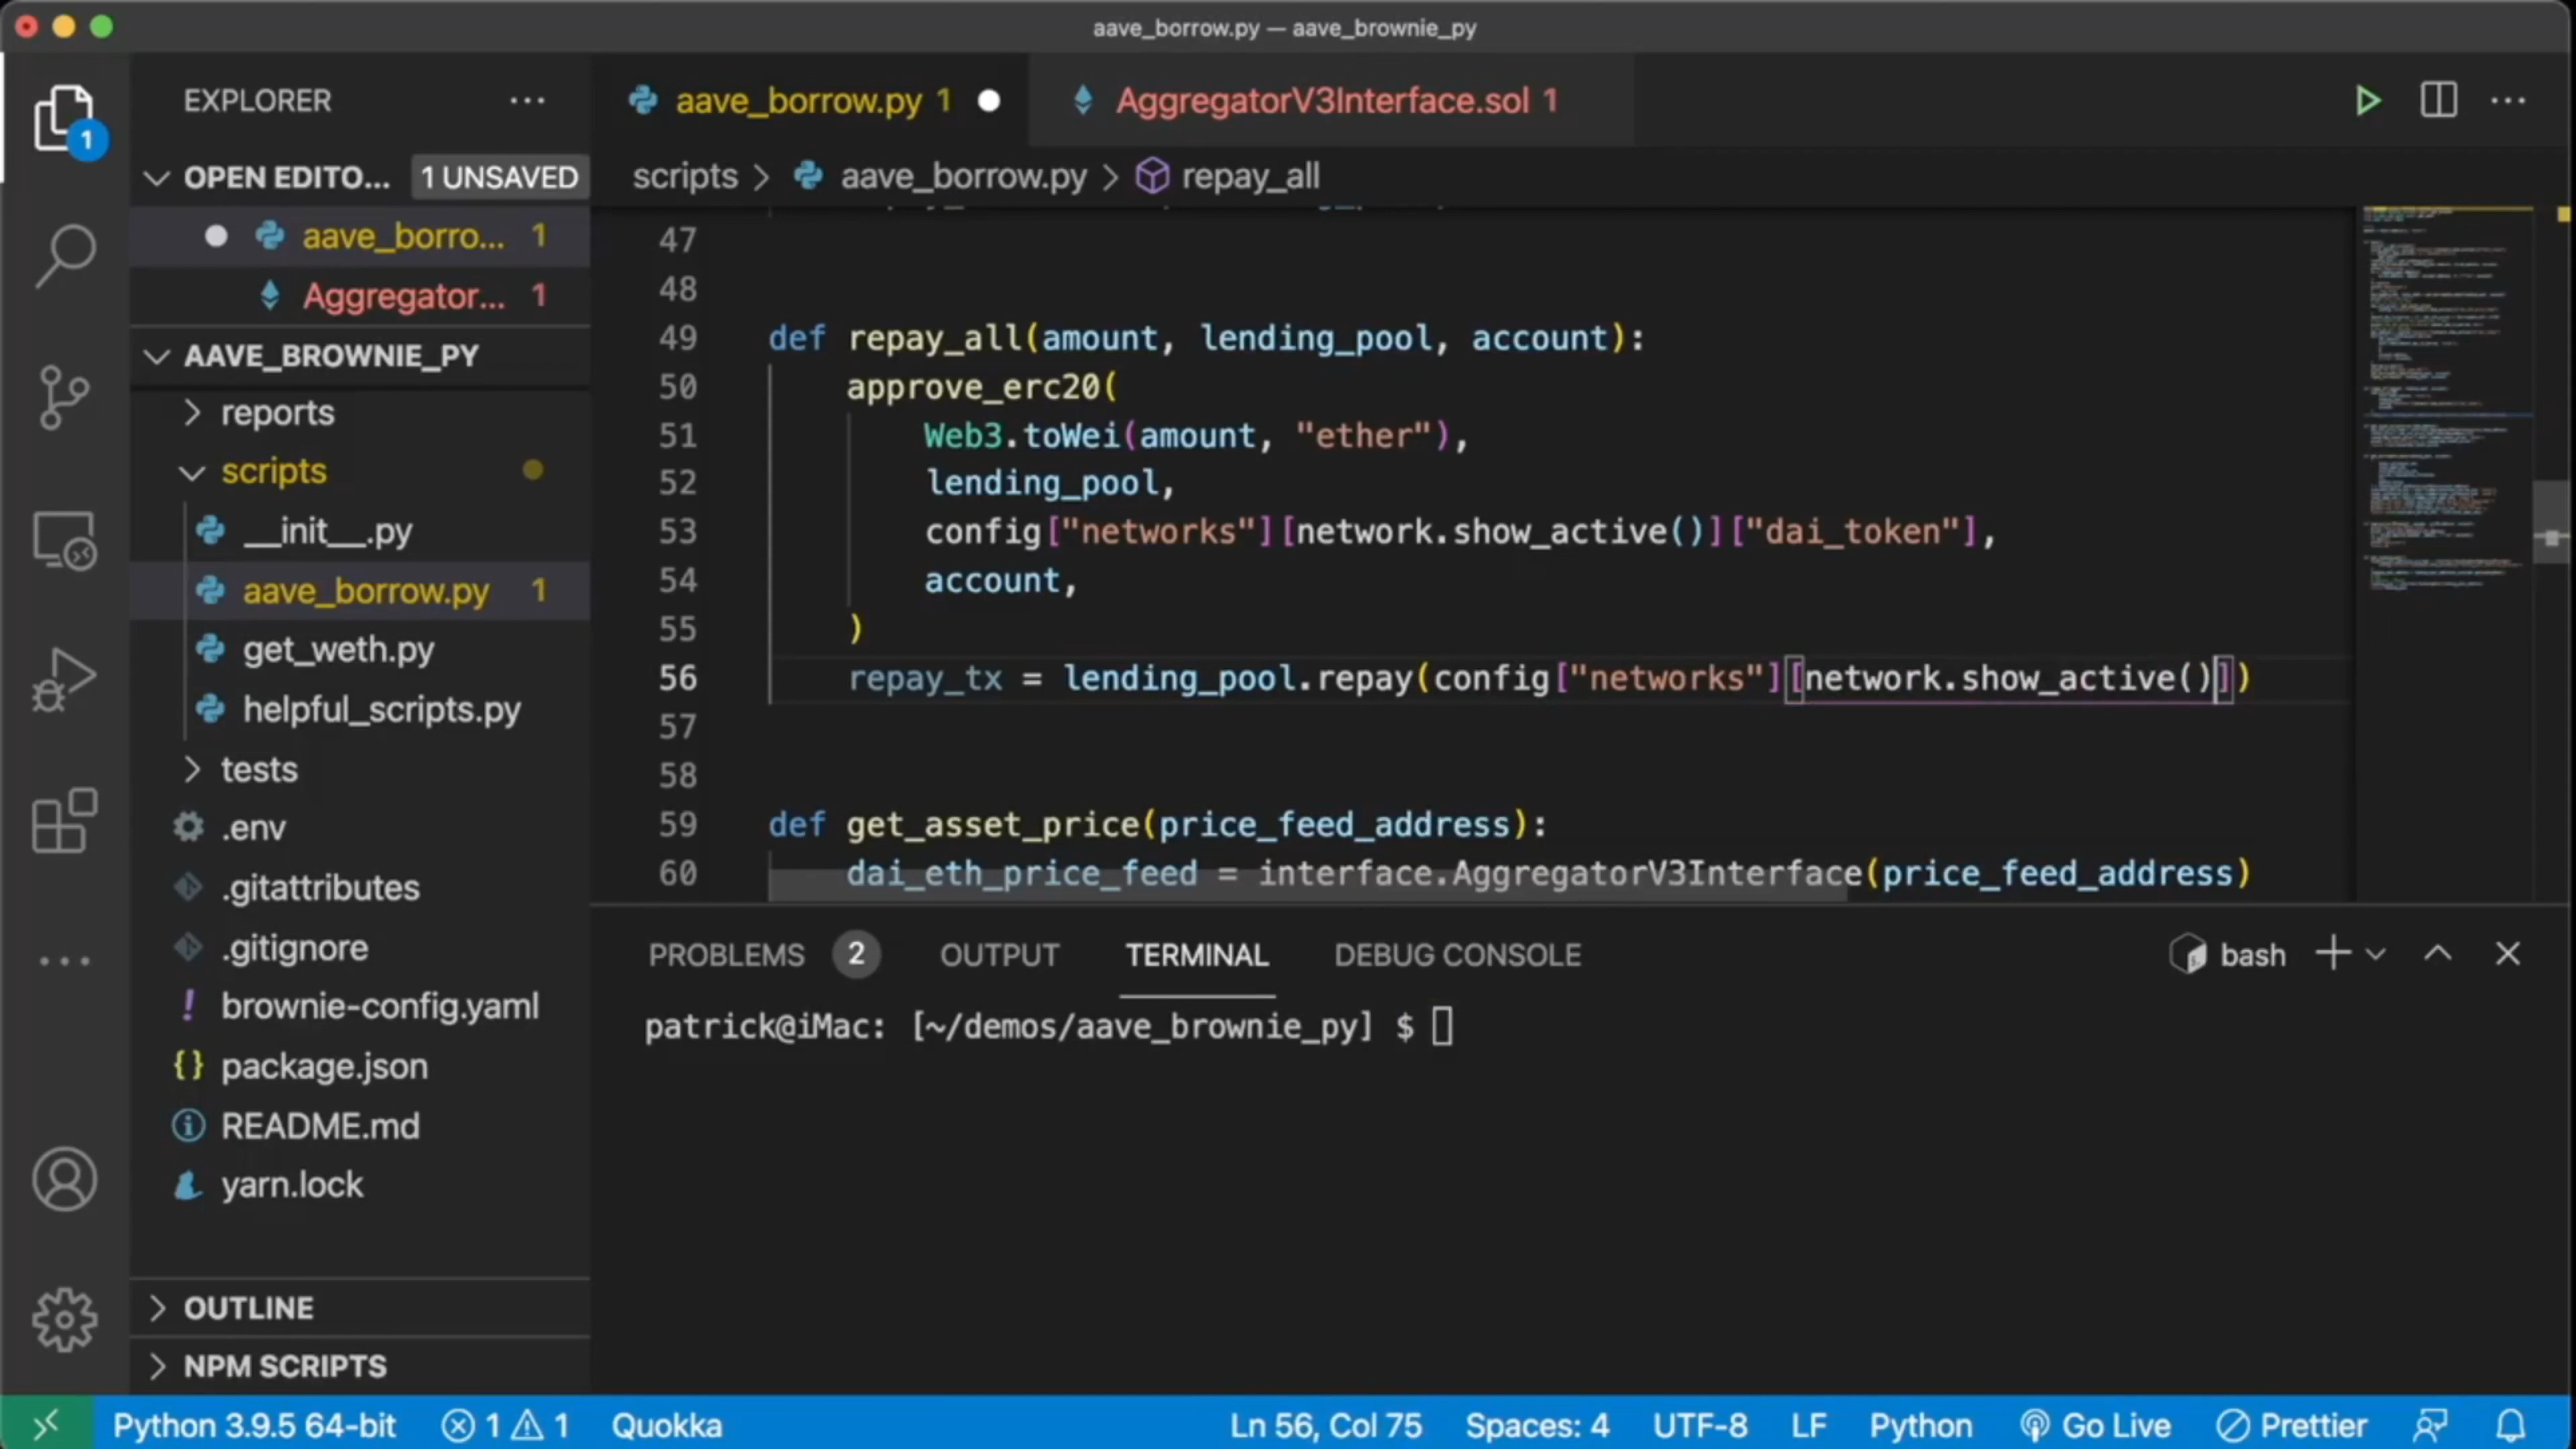 aave_borrow.py — aave_brownie_py
EXPLORER
aave_borrow.py 1
AggregatorV3Interface.sol 1
1
OPEN EDITO... 1 UNSAVED
scripts > aave_borrow.py > repay_all
aave_borro... 1
Aggregator... 1
AAVE_BROWNIE_PY
reports
scripts
__init__.py
aave_borrow.py 1
get_weth.py
helpful_scripts.py
tests
.env
.gitattributes
.gitignore
brownie-config.yaml
package.json
README.md
yarn.lock
OUTLINE
NPM SCRIPTS
47
48
49 def repay_all(amount, lending_pool, account):
50 approve_erc20(
51 Web3.toWei(amount, "ether"),
52 lending_pool,
53 config["networks"][network.show_active()]["dai_token"],
54 account,
55 )
56 repay_tx = lending_pool.repay(config["networks"][network.show_active()])
57
58
59 def get_asset_price(price_feed_address):
60 dai_eth_price_feed = interface.AggregatorV3Interface(price_feed_address)
PROBLEMS 2 OUTPUT TERMINAL DEBUG CONSOLE bash
patrick@iMac: [~/demos/aave_brownie_py] $
Python 3.9.5 64-bit 1 1 Quokka Ln 56, Col 75 Spaces: 4 UTF-8 LF Python Go Live Prettier